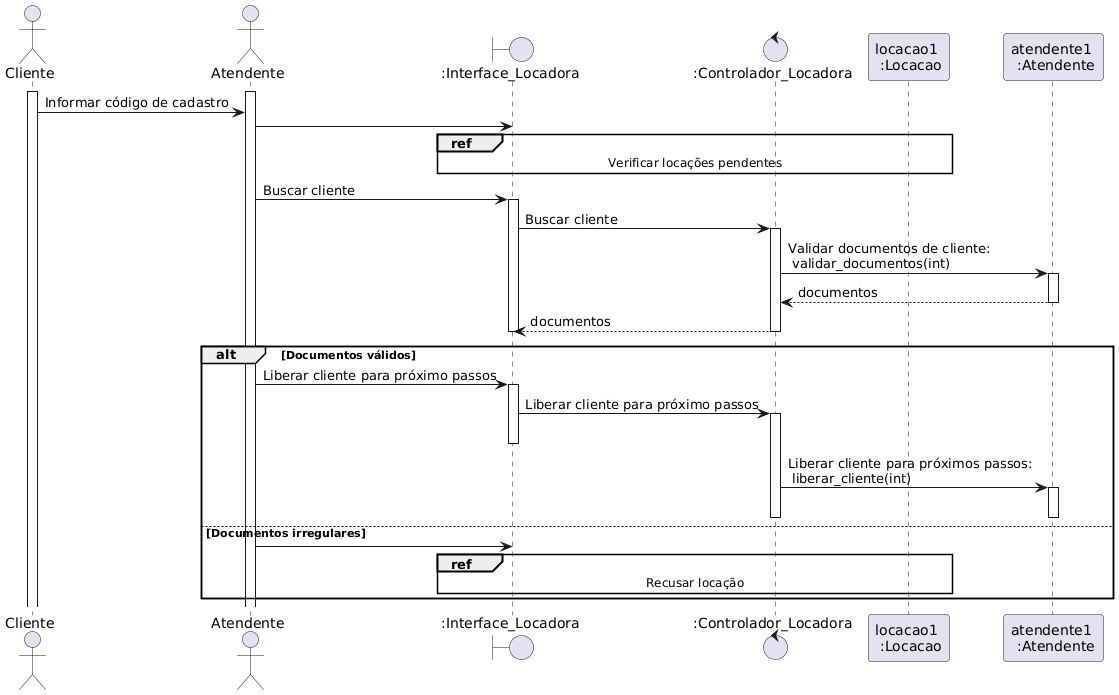 Cliente
Atendente
:Interface_Locadora
:Controlador_Locadora
locacao1
:Locacao
atendente1
:Atendente
Informar código de cadastro
ref
Verificar locações pendentes
Buscar cliente
Buscar cliente
Validar documentos de cliente:
validar_documentos(int)
documentos
documentos
alt
[Documentos válidos]
Liberar cliente para próximo passos
Liberar cliente para próximo passos
Liberar cliente para próximos passos:
liberar_cliente(int)
[Documentos irregulares]
ref
Recusar locação
Cliente
Atendente
:Interface_Locadora
:Controlador_Locadora
locacao1
:Locacao
atendente1
:Atendente